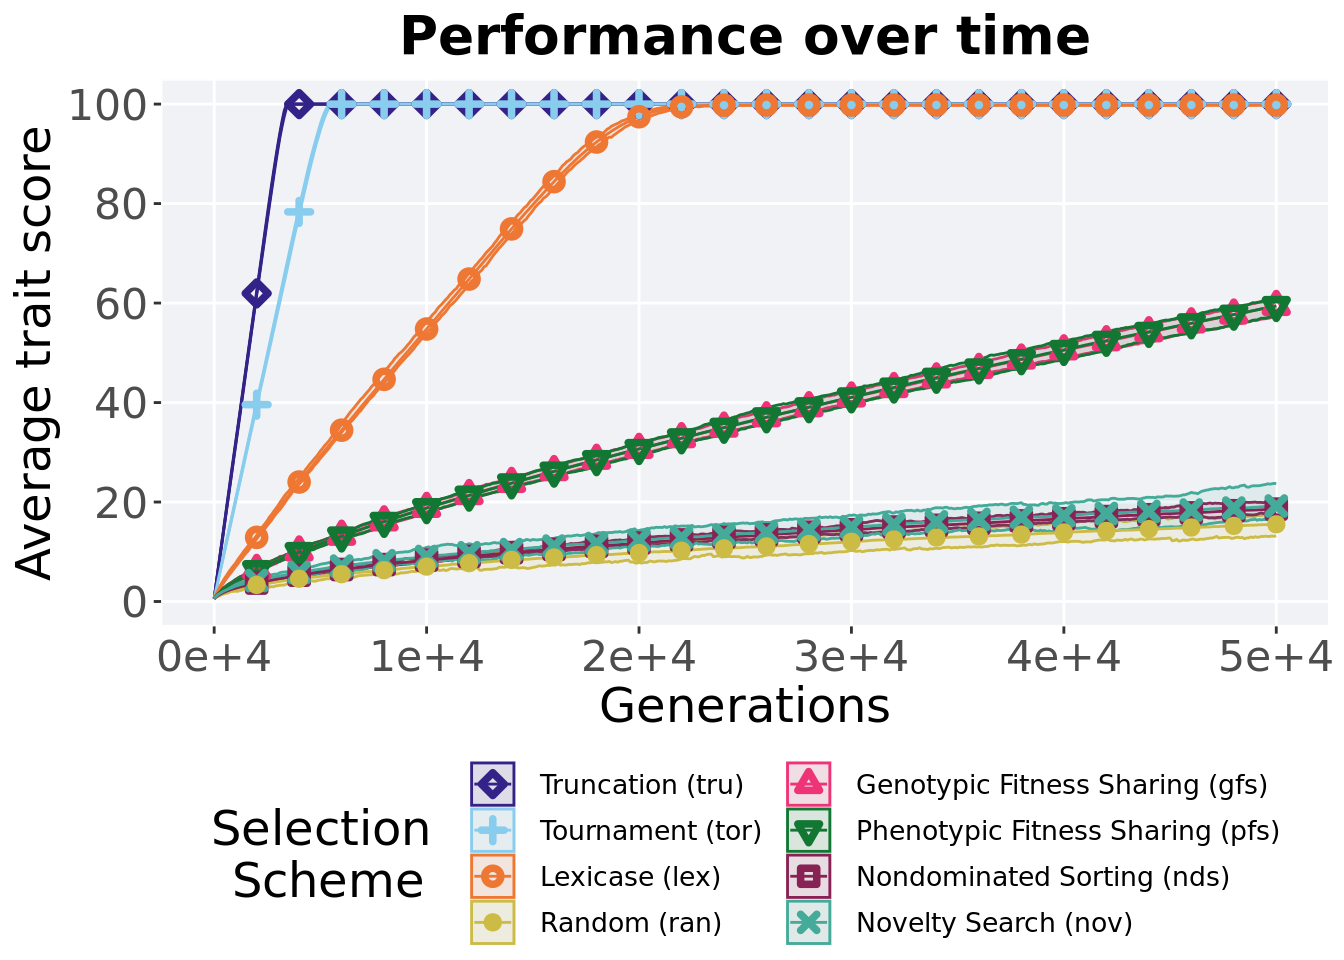 Performance over time
Average trait score
100
80
60
40
20
0
0e+4 1e+4 2e+4 3e+4 4e+4 5e+4
Generations
Selection
Scheme
Truncation (tru)
Tournament (tor)
Lexicase (lex)
Random (ran)
Genotypic Fitness Sharing (gfs)
Phenotypic Fitness Sharing (pfs)
Nondominated Sorting (nds)
Novelty Search (nov)